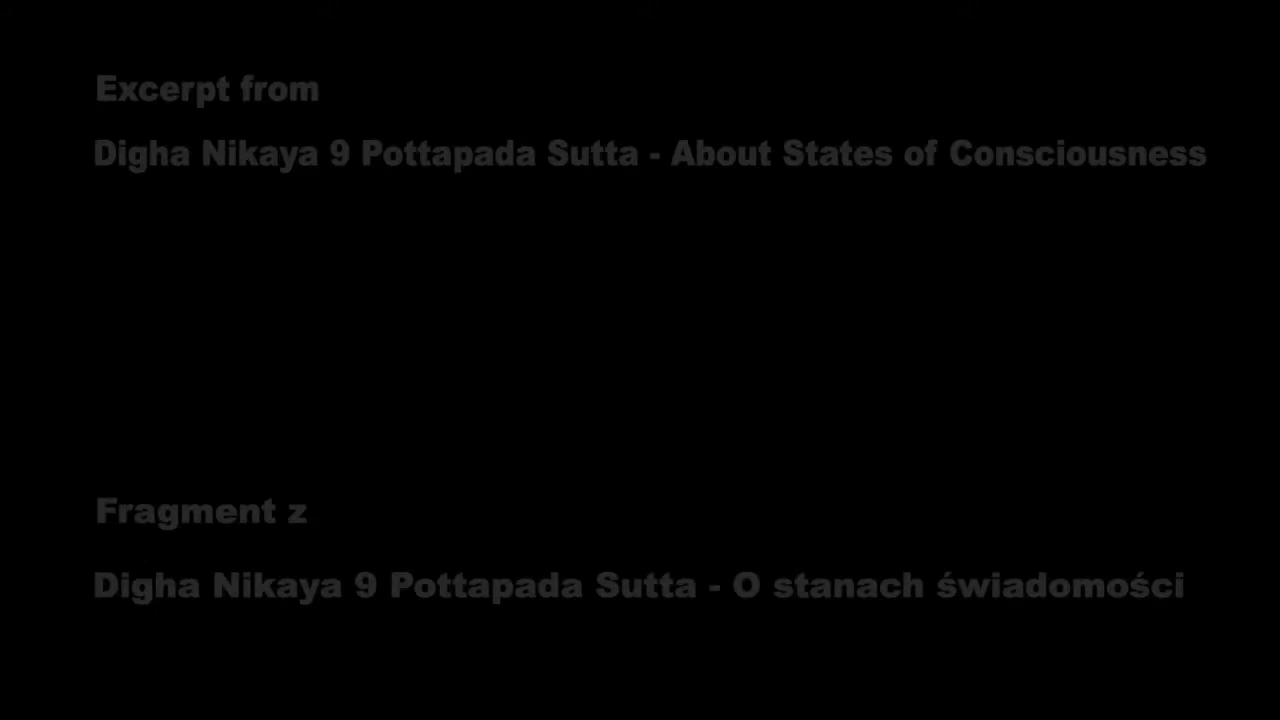 Excerpt from
Digha Nikaya 9 Pottapada Sutta - About States of Consciousness
Fragment z
Digha Nikaya 9 Pottapada Sutta - O stanach świadomości